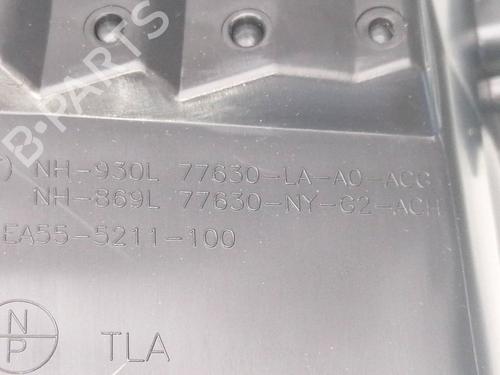 B-PARTS
) NH-930L 77630-LA-A0-ACG
NH-869L 77630-NY-G2-ACH
EA55-5211-100
N
P
TLA